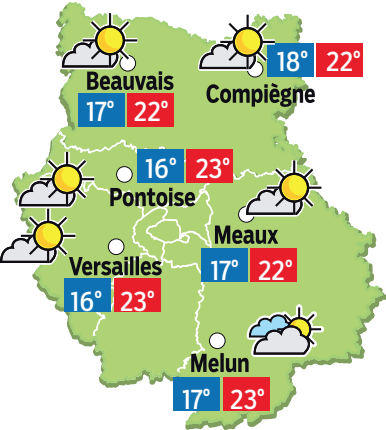 18° 22°
Beauvais
17° 22°
Compiègne
16° 23°
Pontoise
Meaux
17° 22°
Versailles
16° 23°
Melun
17° 23°